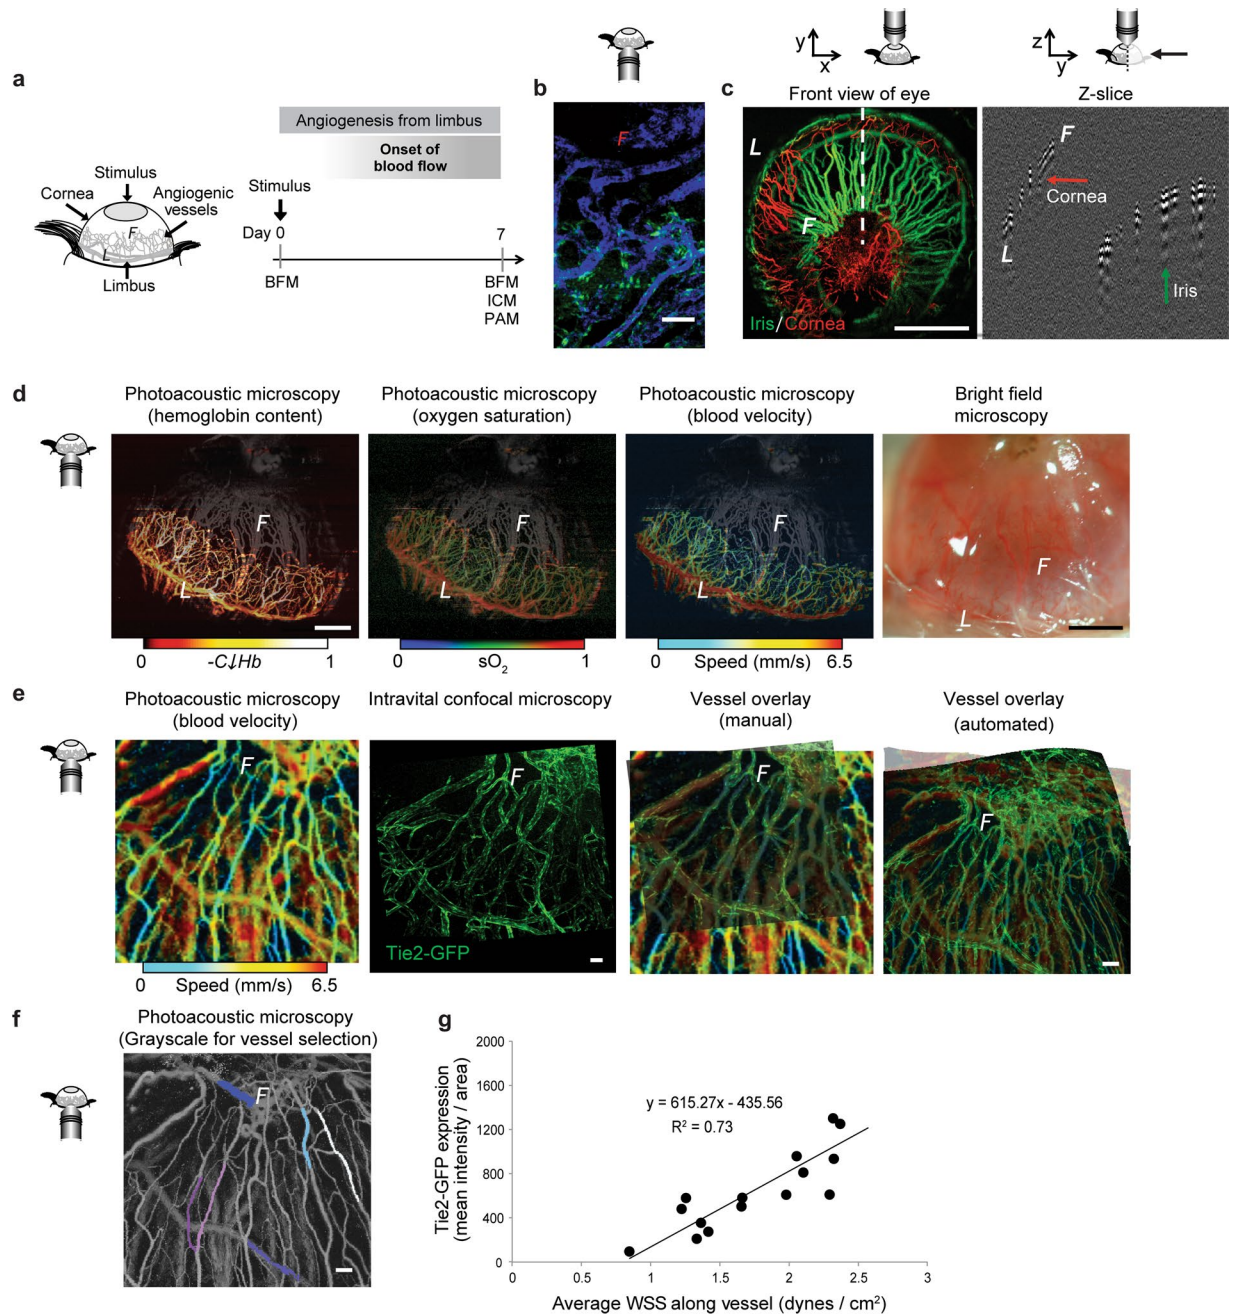 a
Angiogenesis from limbus
Onset of
blood flow
Stimulus
Stimulus
Cornea
Angiogenic
vessels
F
L
Limbus
Day 0
7
BFM
BFM
ICM
PAM
b
F
c
y
x
z
y
Front view of eye
Z-slice
L
F
Iris/Cornea
F
Cornea
L
Iris
d
Photoacoustic microscopy
(hemoglobin content)
F
L
0
-C↓Hb
1
Photoacoustic microscopy
(oxygen saturation)
F
L
0
sO2
1
Photoacoustic microscopy
(blood velocity)
F
L
0
Speed (mm/s)
6.5
Bright field
microscopy
F
L
e
Photoacoustic microscopy
(blood velocity)
F
0
Speed (mm/s)
6.5
Intravital confocal microscopy
F
Tie2-GFP
Vessel overlay
(manual)
F
Vessel overlay
(automated)
F
f
Photoacoustic microscopy
(Grayscale for vessel selection)
F
g
Tie2-GFP expression
(mean intensity / area)
2000
1600
1200
800
400
0
y = 615.27x - 435.56
R² = 0.73
0
0.5
1
1.5
2
2.5
3
Average WSS along vessel (dynes / cm²)